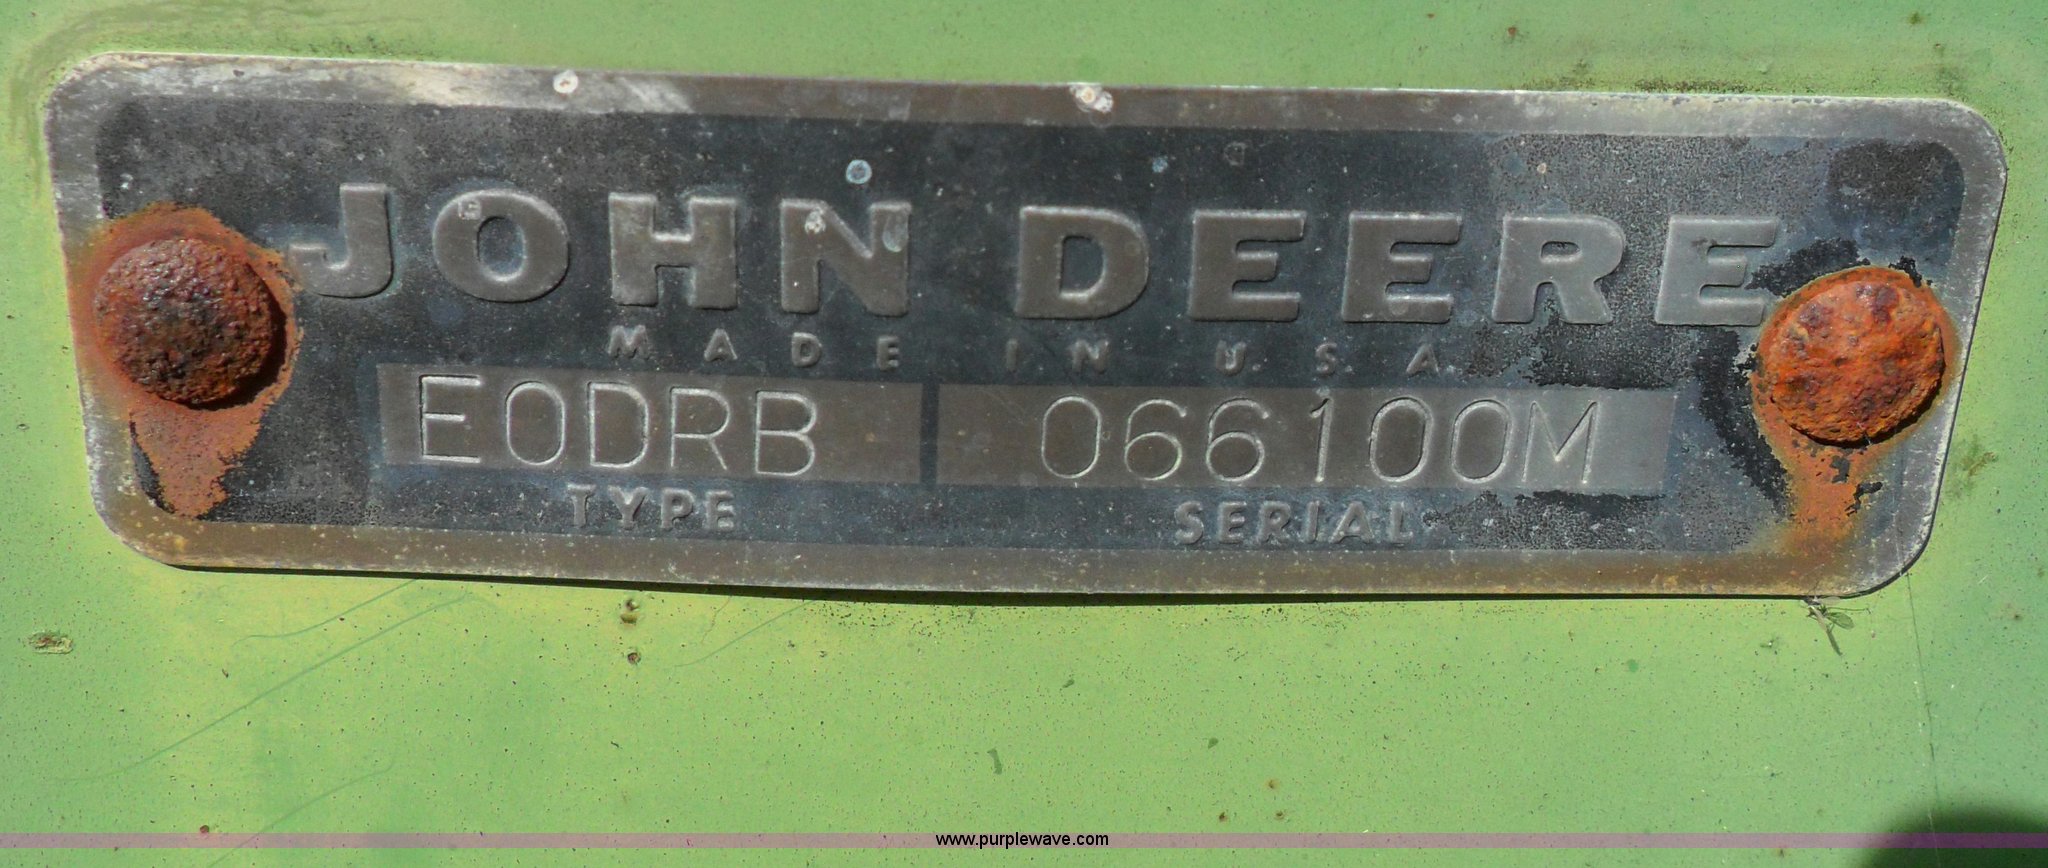 JOHN DEERE
MADE IN U.S.A.
E0DRB 066100M
TYPE SERIAL
www.purplewave.com